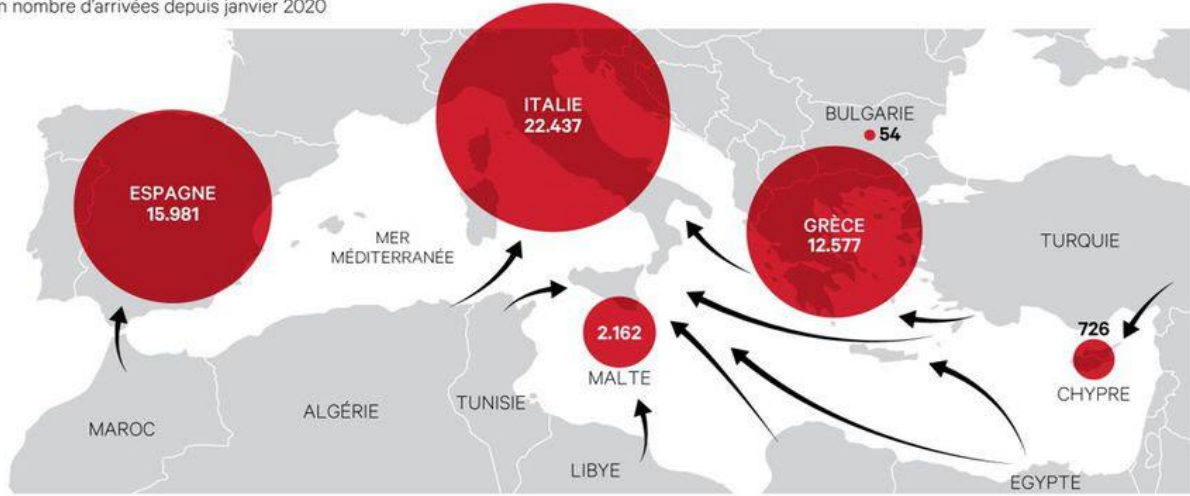 nombre d'arrivées depuis janvier 2020
ITALIE
22.437
BULGARIE
54
ESPAGNE
15.981
GRÈCE
12.577
MER
MÉDITERRANÉE
TURQUIE
726
2.162
MALTE
CHYPRE
TUNISIE
ALGÉRIE
MAROC
LIBYE
EGYPTE